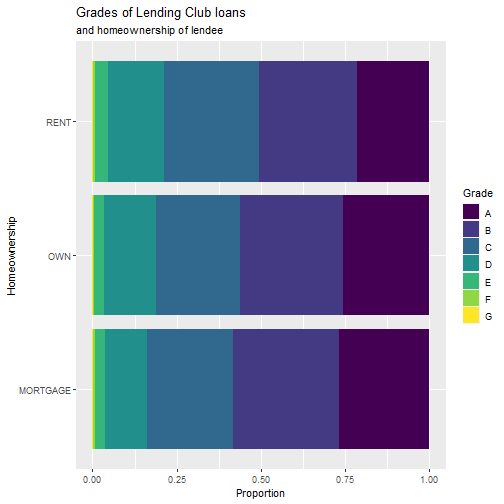 Grades of Lending Club loans
and homeownership of lendee
Homeownership
RENT
OWN
MORTGAGE
0.00 0.25 0.50 0.75 1.00
Proportion
Grade
A
B
C
D
E
F
G